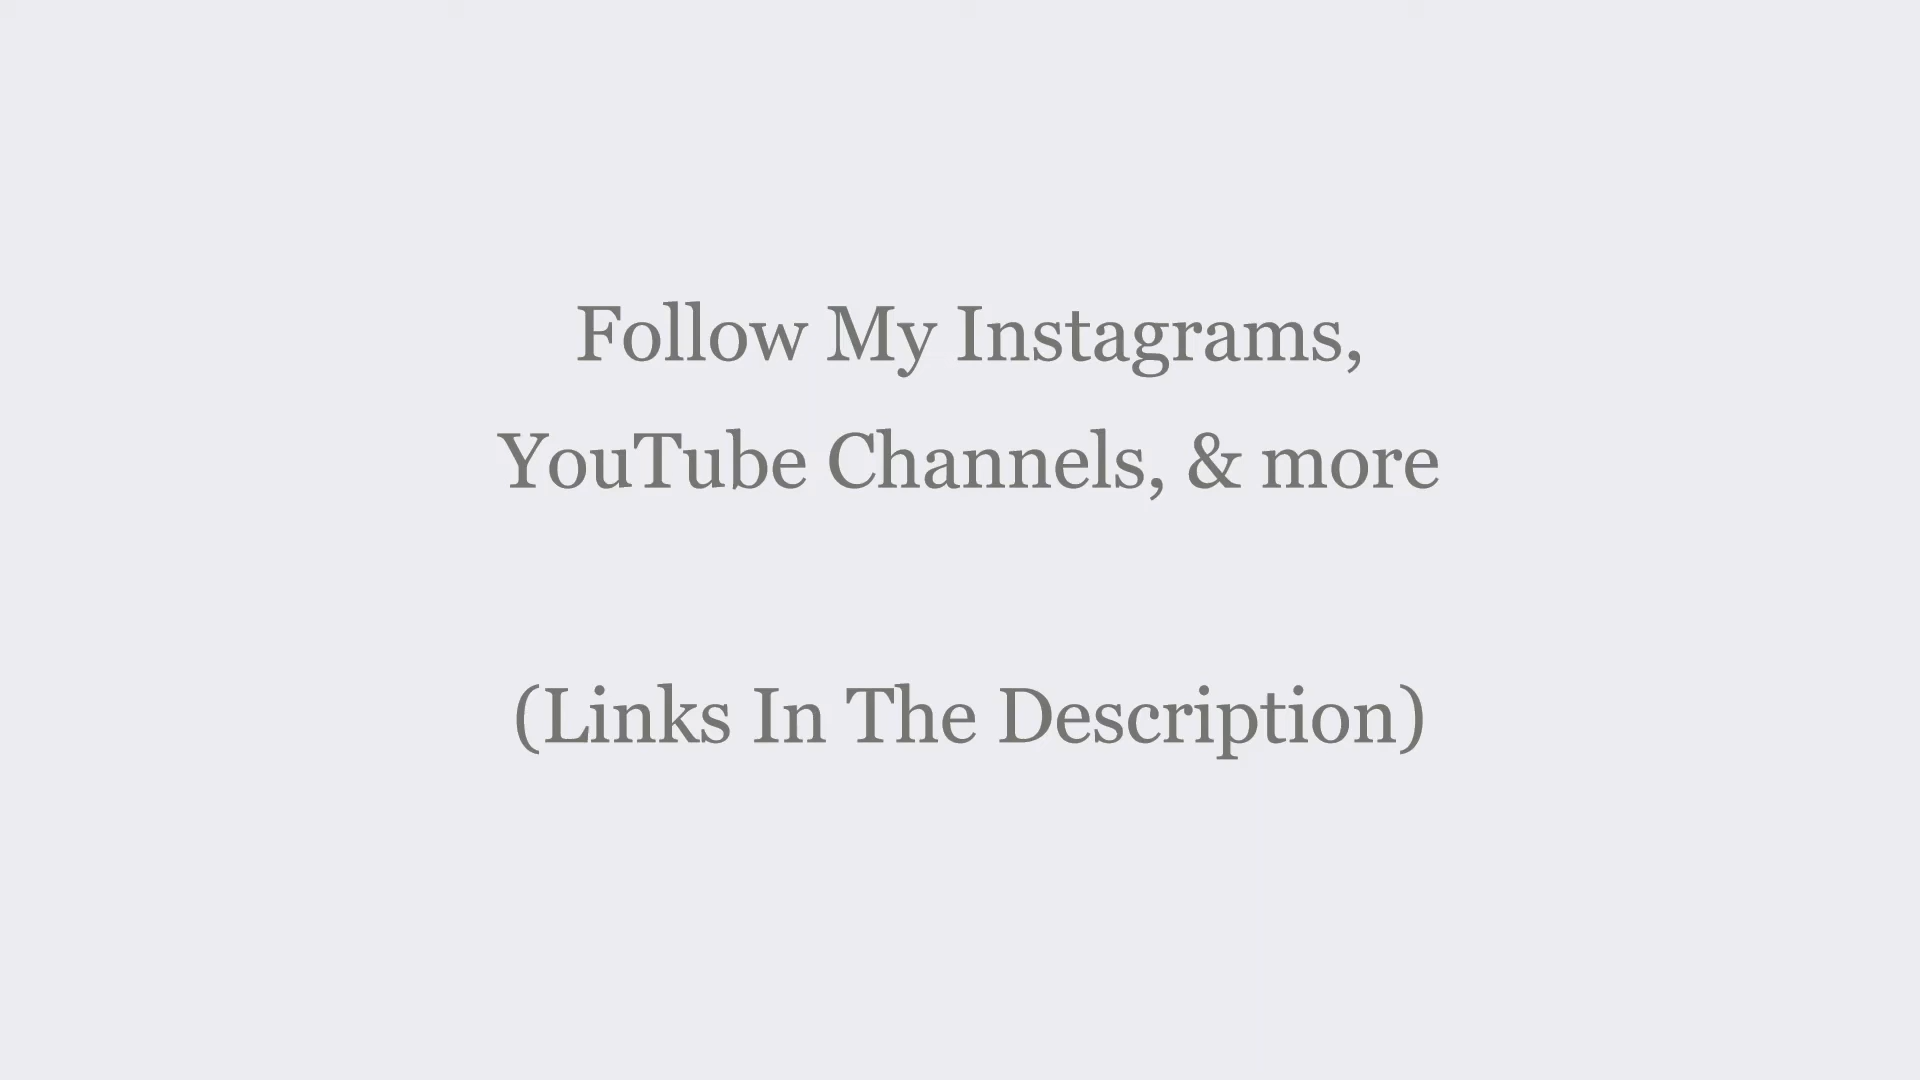 Follow My Instagrams,
YouTube Channels, & more
(Links In The Description)